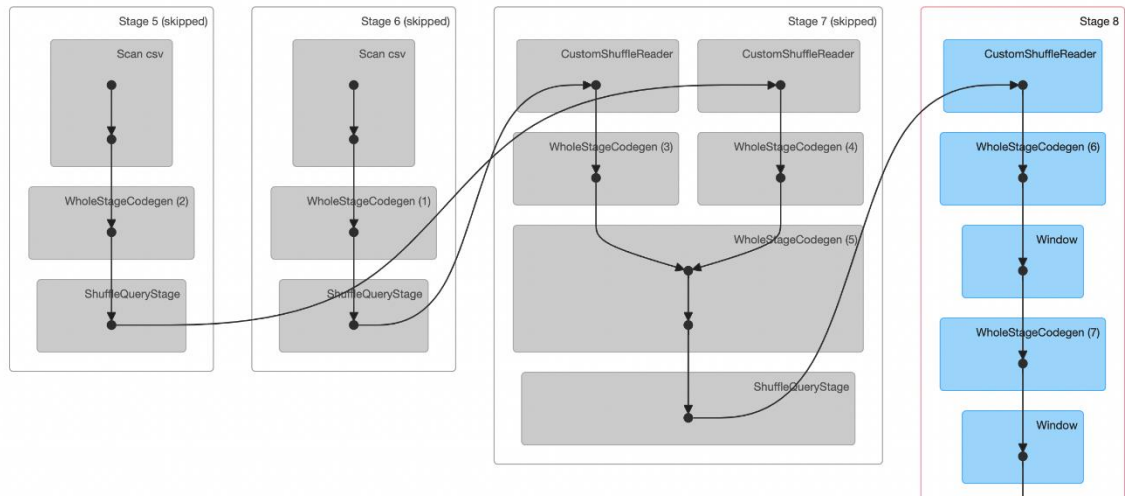 Stage 5 (skipped)
Scan csv
WholeStageCodegen (2)
ShuffleQueryStage
Stage 6 (skipped)
Scan csv
WholeStageCodegen (1)
ShuffleQueryStage
Stage 7 (skipped)
CustomShuffleReader
CustomShuffleReader
WholeStageCodegen (3)
WholeStageCodegen (4)
WholeStageCodegen (5)
ShuffleQueryStage
Stage 8
CustomShuffleReader
WholeStageCodegen (6)
Window
WholeStageCodegen (7)
Window